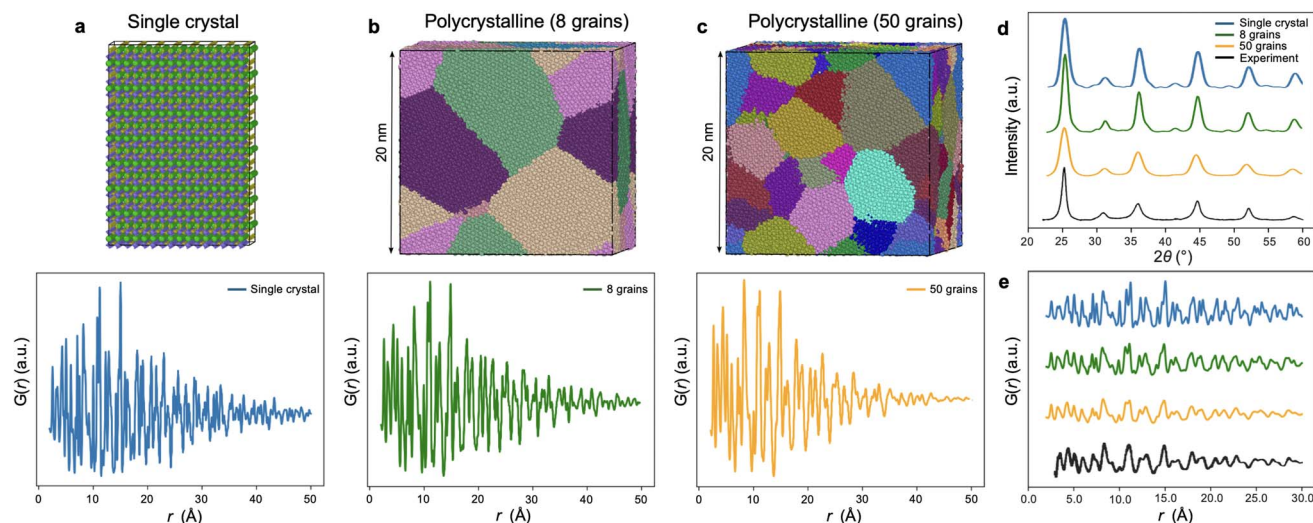 a Single crystal
b Polycrystalline (8 grains)
20 nm
c Polycrystalline (50 grains)
20 nm
Single crystal
G(r) (a.u.)
0 10 20 30 40 50
r (Å)
8 grains
G(r) (a.u.)
0 10 20 30 40 50
r (Å)
50 grains
G(r) (a.u.)
0 10 20 30 40 50
r (Å)
d
Single crystal
8 grains
50 grains
Experiment
Intensity (a.u.)
20 25 30 35 40 45 50 55 60
2θ (°)
e
G(r) (a.u.)
0 5.0 10.0 15.0 20.0 25.0 30.0
r (Å)